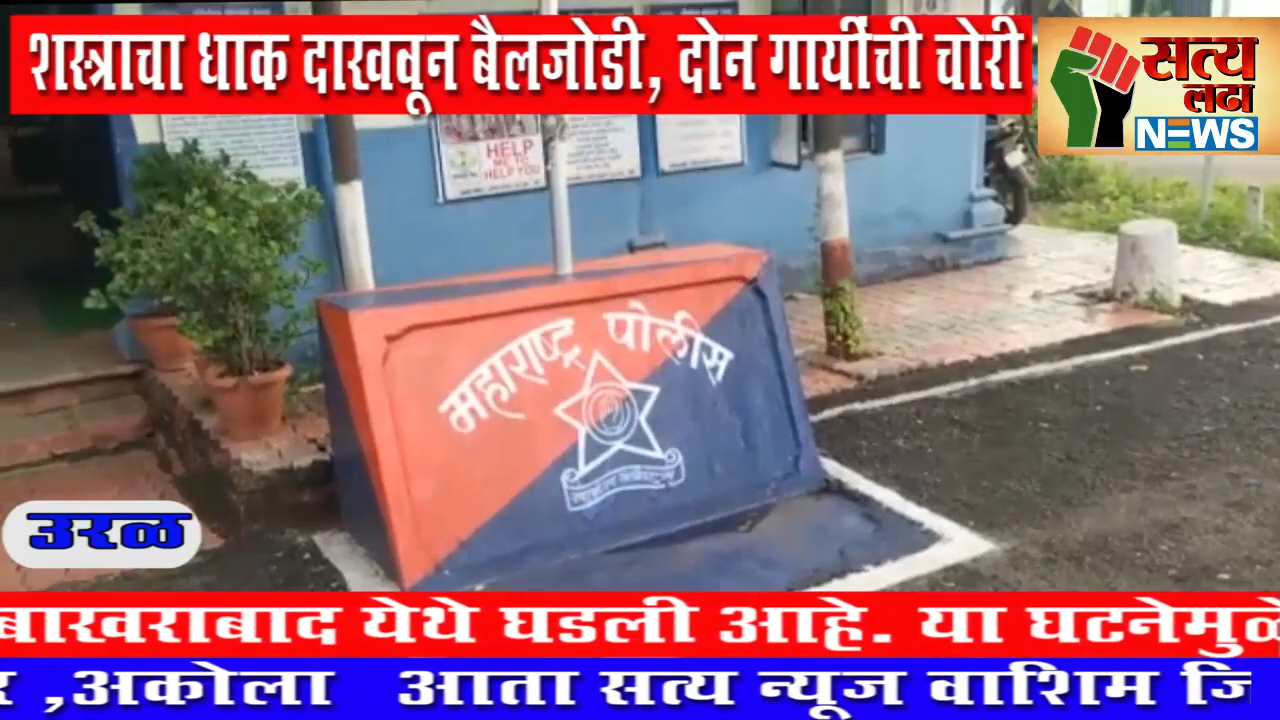 शस्त्राचा धाक दाखवून बैलजोडी, दोन गायींची चोरी
सत्य
लढा
NEWS
HELP
ME TO
HELP YOU
महाराष्ट्र पोलीस
उरळ
बाखराबाद येथे घडली आहे. या घटनेमुळे
र ,अकोला आता सत्य न्यूज वाशिम जि